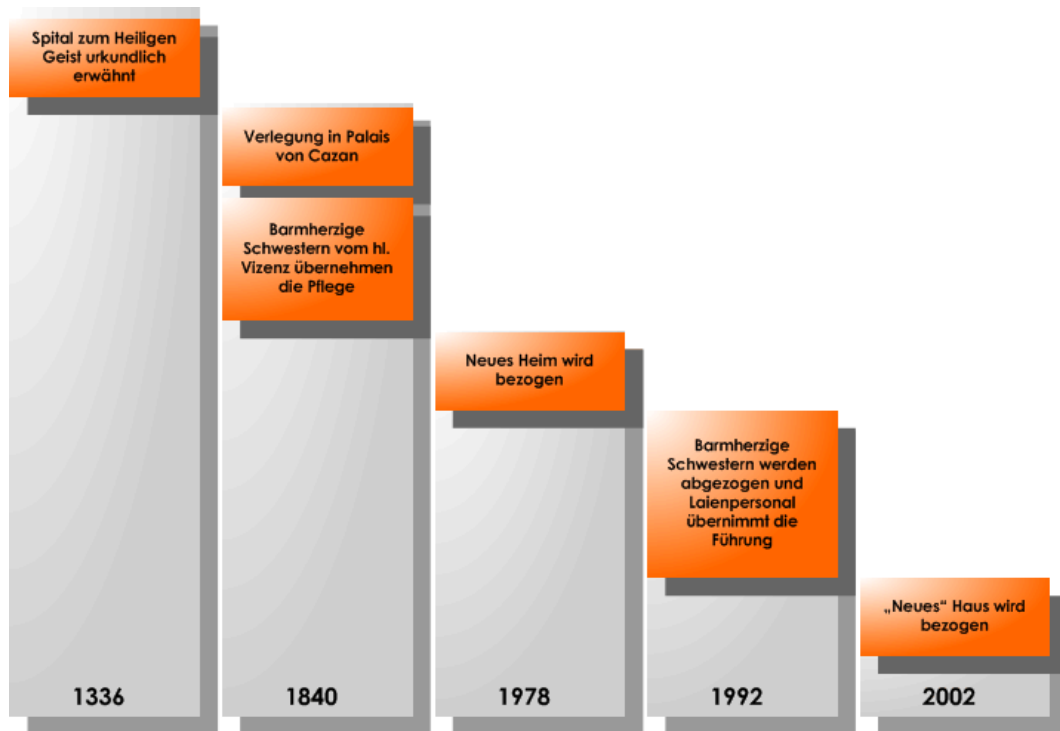 Spital zum Heiligen
Geist urkundlich
erwähnt
1336
Verlegung in Palais
von Cazan
Barmherzige
Schwestern vom hl.
Vizenz übernehmen
die Pflege
1840
Neues Heim wird
bezogen
1978
Barmherzige
Schwestern werden
abgezogen und
Laienpersonal
übernimmt die
Führung
1992
„Neues“ Haus wird
bezogen
2002